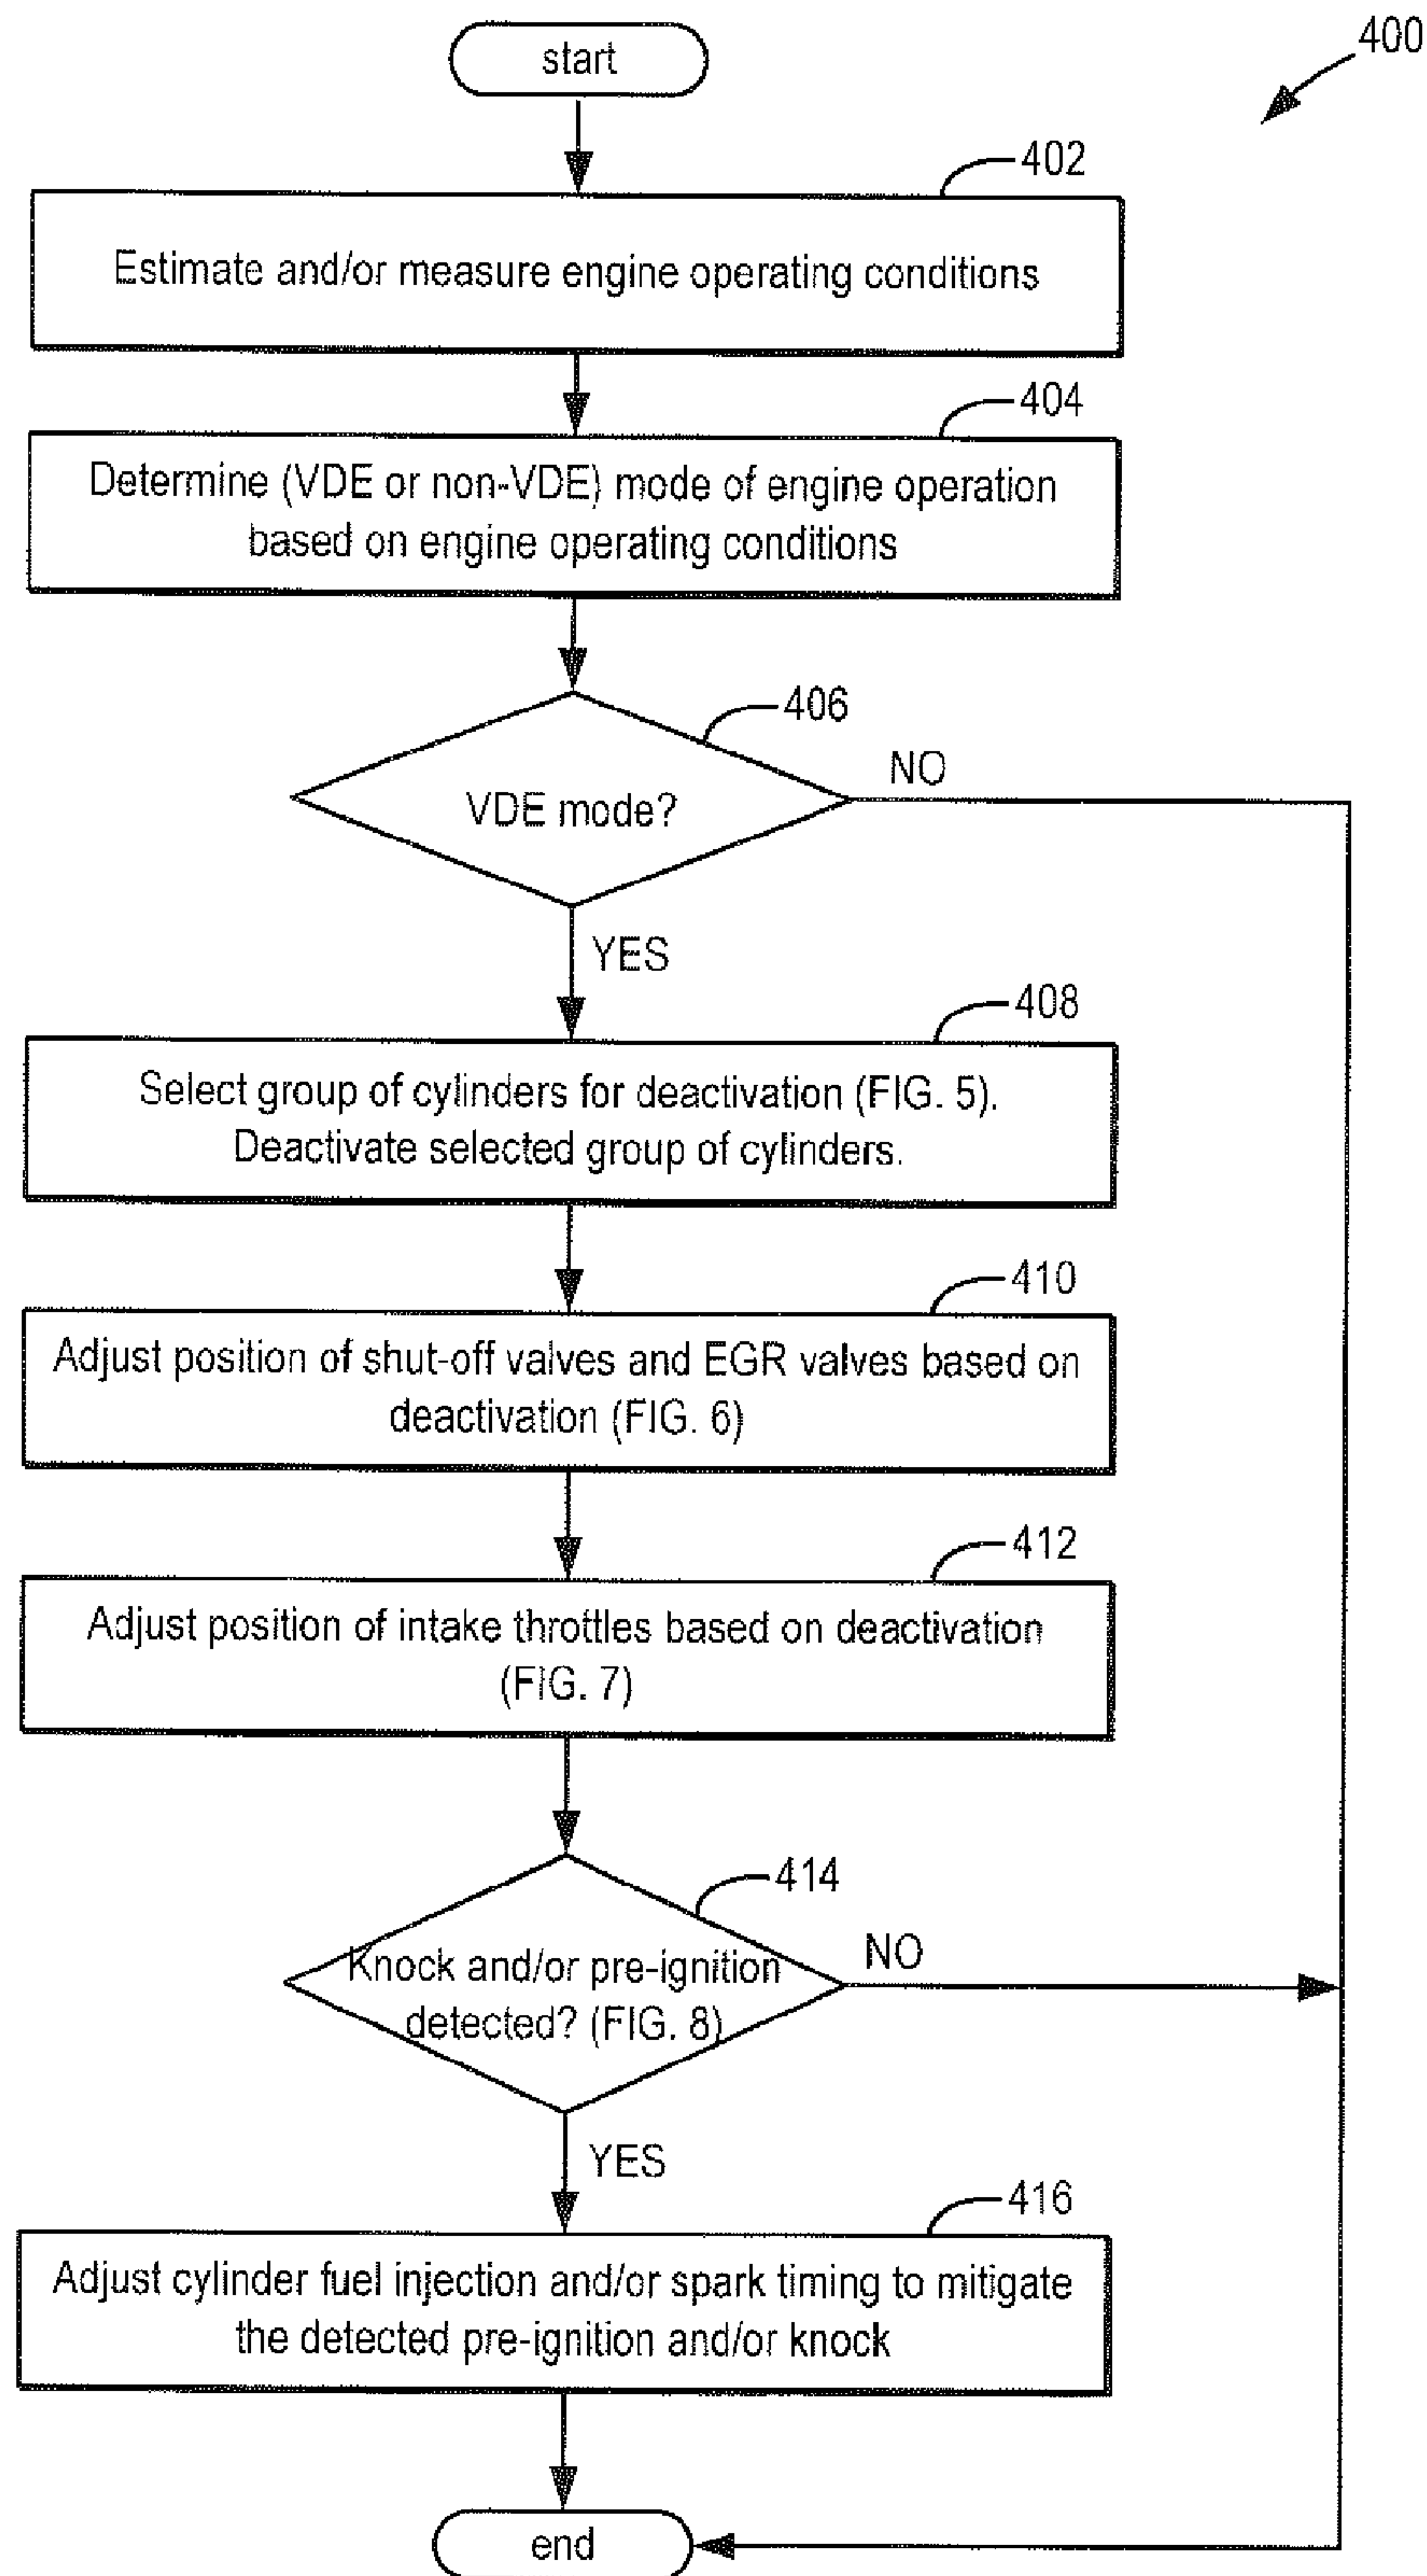 400
start
402
Estimate and/or measure engine operating conditions
404
Determine (VDE or non-VDE) mode of engine operation
based on engine operating conditions
406
VDE mode?
NO
YES
408
Select group of cylinders for deactivation (FIG. 5).
Deactivate selected group of cylinders.
410
Adjust position of shut-off valves and EGR valves based on
deactivation (FIG. 6)
412
Adjust position of intake throttles based on deactivation
(FIG. 7)
414
Knock and/or pre-ignition
detected? (FIG. 8)
NO
YES
416
Adjust cylinder fuel injection and/or spark timing to mitigate
the detected pre-ignition and/or knock
end